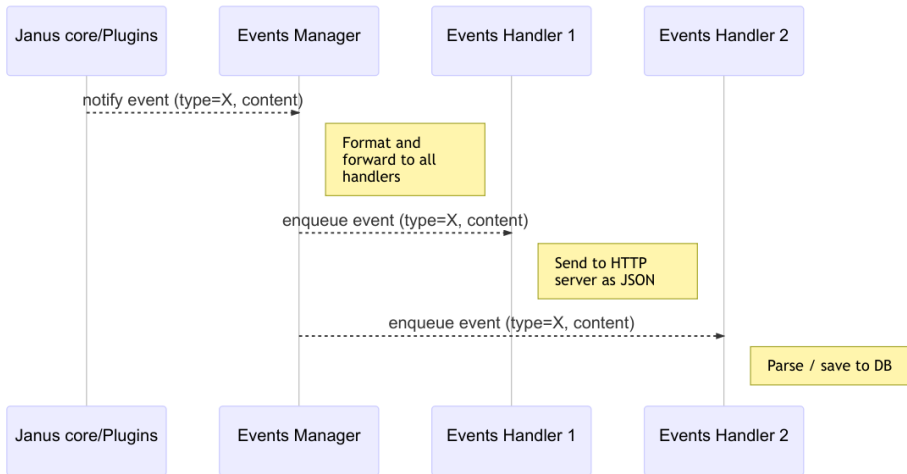 Janus core/Plugins
Events Manager
Events Handler 1
Events Handler 2
notify event (type=X, content)
Format and
forward to all
handlers
enqueue event (type=X, content)
Send to HTTP
server as JSON
enqueue event (type=X, content)
Parse / save to DB
Janus core/Plugins
Events Manager
Events Handler 1
Events Handler 2